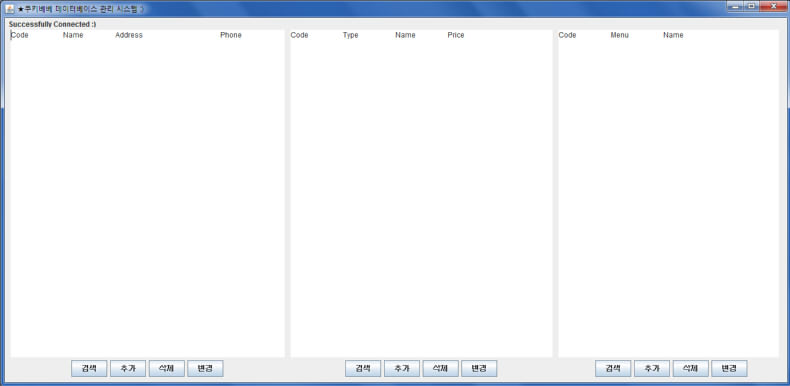 ★쿠키베베 데이터베이스 관리 시스템 :)
Successfully Connected :)
Code Name Address Phone Code Type Name Price Code Menu Name
검색 추가 삭제 변경 검색 추가 삭제 변경 검색 추가 삭제 변경